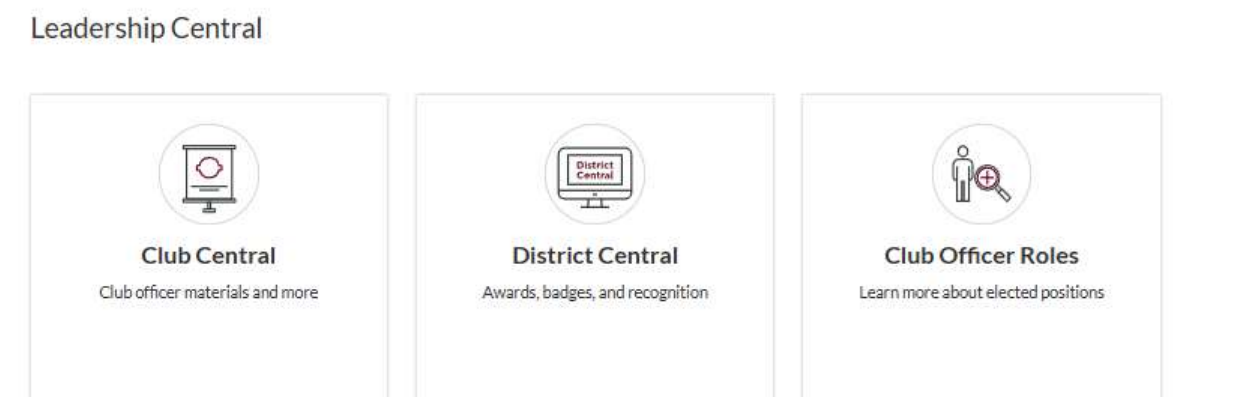 Leadership Central
District
Central
Club Central
District Central
Club Officer Roles
Club officer materials and more
Awards, badges, and recognition
Learn more about elected positions